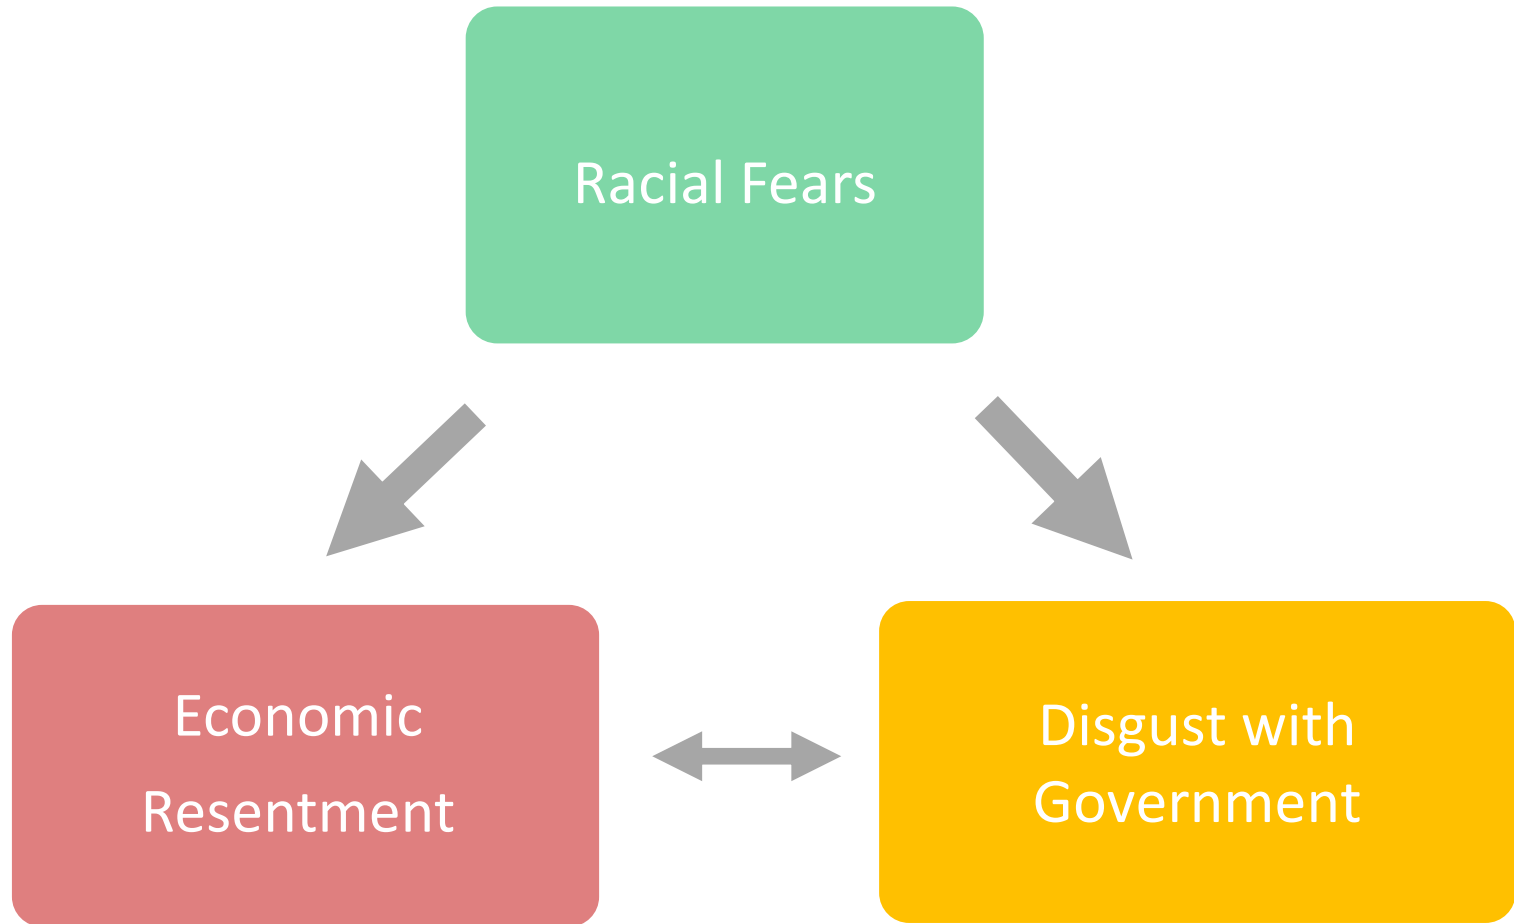 Racial Fears
Economic
Resentment
Disgust with
Government